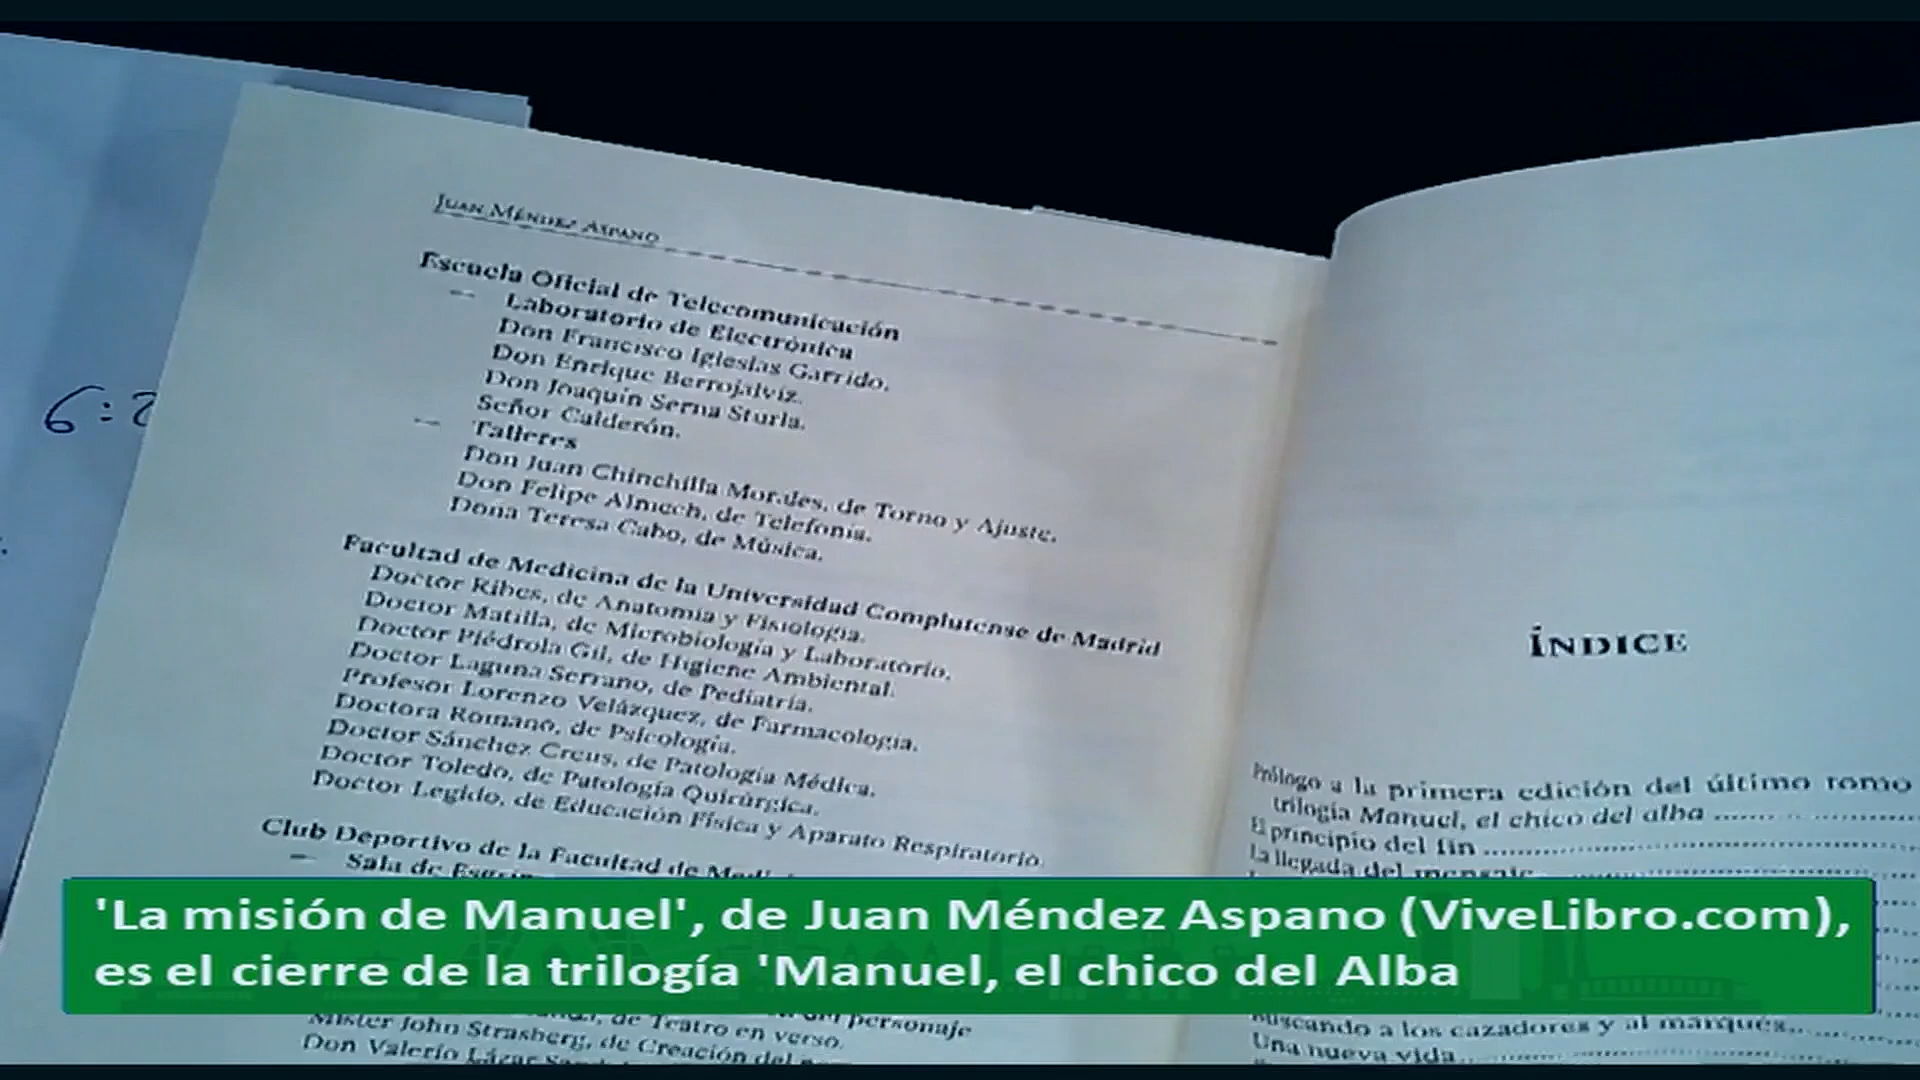 6:2
JUAN MÉNDEZ ASPANO
Escuela Oficial de Telecomunicación
— Laboratorio de Electrónica
Don Francisco Iglesias Garrido.
Don Enrique Berrojalviz.
Don Joaquín Serna Sturla.
Señor Calderón.
— Talleres
Don Juan Chinchilla Morales, de Torno y Ajuste.
Don Felipe Almech, de Telefonía.
Doña Teresa Cabo, de Música.
Facultad de Medicina de la Universidad Complutense de Madrid
Doctor Ribes, de Anatomía y Fisiología.
Doctor Matilla, de Microbiología y Laboratorio.
Doctor Piédrola Gil, de Higiene Ambiental.
Doctor Laguna Serrano, de Pediatría.
Profesor Lorenzo Velázquez, de Farmacología.
Doctora Romano, de Psicología.
Doctor Sánchez Creus, de Patología Médica.
Doctor Toledo, de Patología Quirúrgica.
Doctor Legido, de Educación Física y Aparato Respiratorio.
Club Deportivo de la Facultad de
— Sala de
personaje
de Teatro en verso.
Mister John Strasberg, de Creación del
Don Valerio Lázar
ÍNDICE
Prólogo a la primera edición del último tomo
trilogía Manuel, el chico del alba
El principio del fin
La llegada del mensaje
Buscando a los cazadores y al marqués
Una nueva vida
'La misión de Manuel', de Juan Méndez Aspano (ViveLibro.com),
es el cierre de la trilogía 'Manuel, el chico del Alba